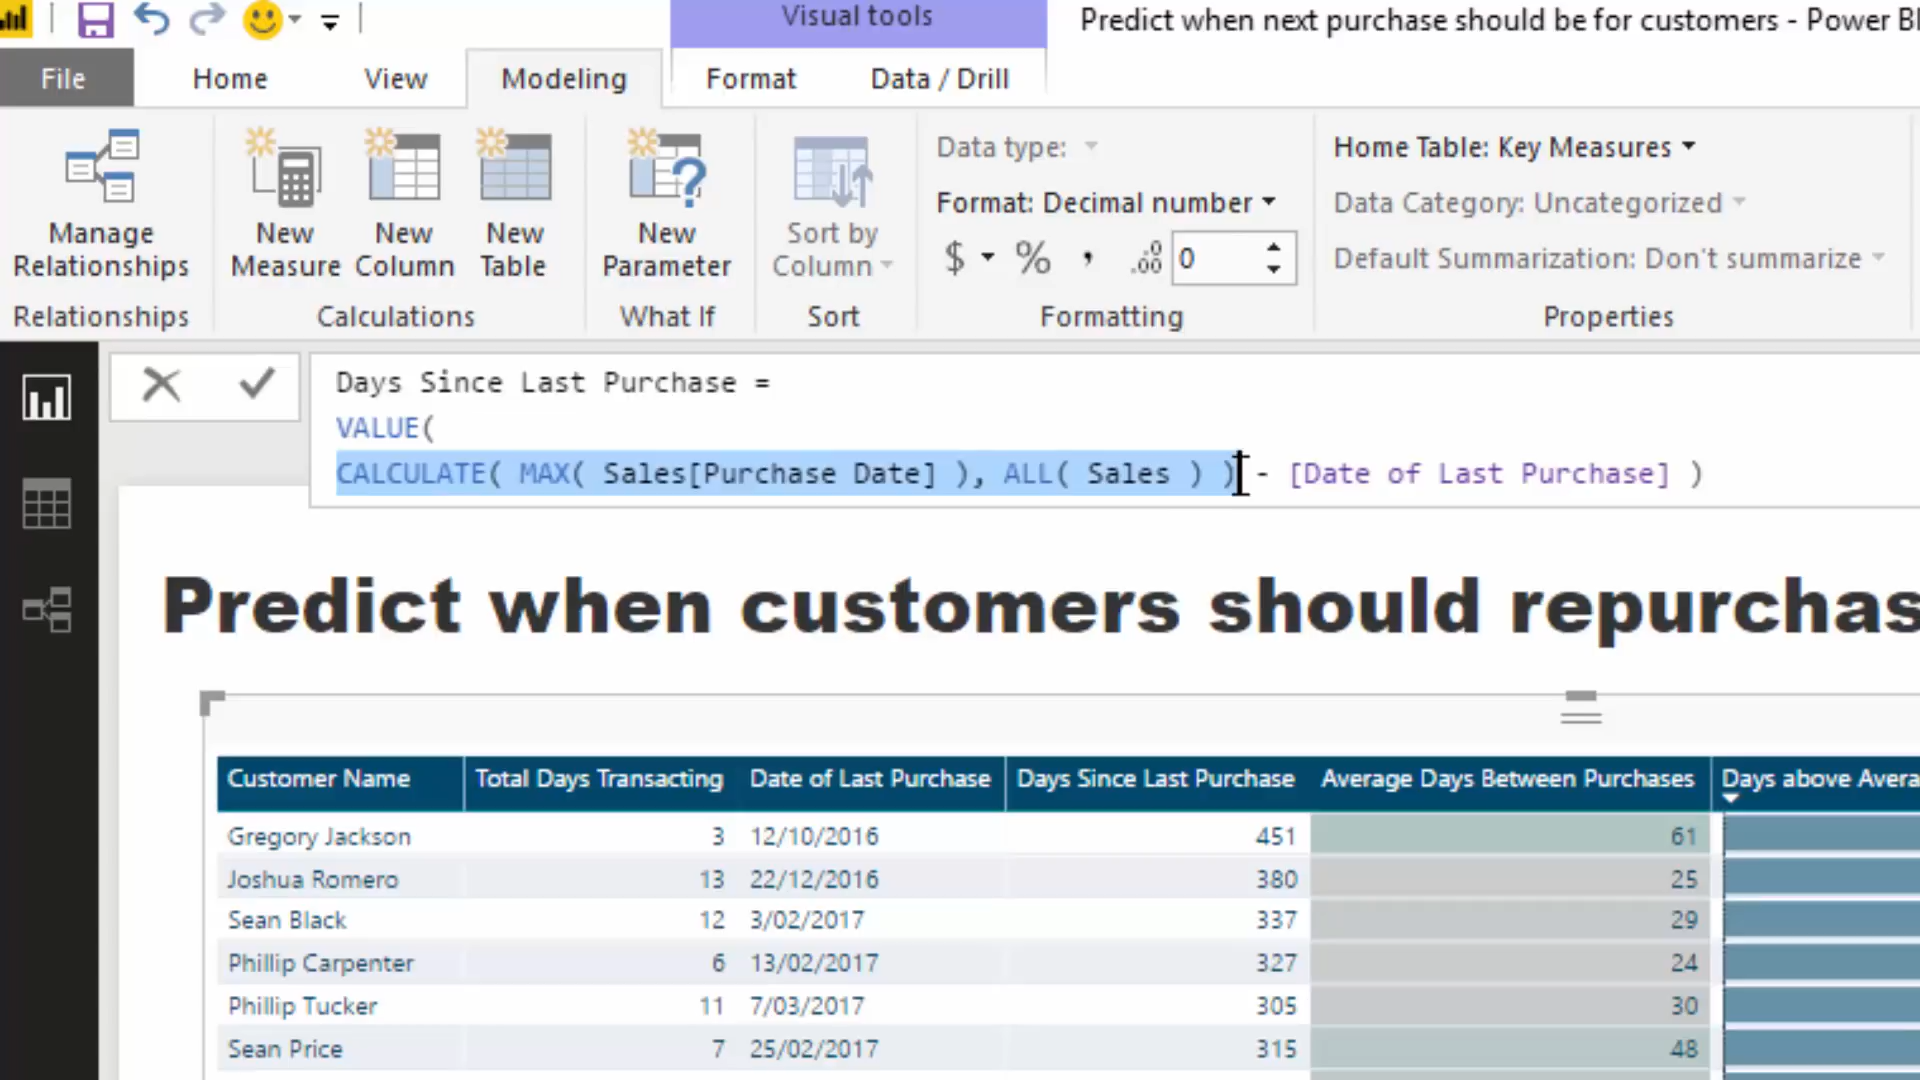 Visual tools
Predict when next purchase should be for customers - Power BI
File Home View Modeling Format Data / Drill
Manage Relationships
New Measure
New Column
New Table
New Parameter
Sort by Column
Data type:
Format: Decimal number
$ % , .00 0
Home Table: Key Measures
Data Category: Uncategorized
Default Summarization: Don't summarize
Relationships Calculations What If Sort Formatting Properties
Days Since Last Purchase =
VALUE(
CALCULATE( MAX( Sales[Purchase Date] ), ALL( Sales ) ) - [Date of Last Purchase] )
Predict when customers should repurchas
Customer Name Total Days Transacting Date of Last Purchase Days Since Last Purchase Average Days Between Purchases Days above Avera
Gregory Jackson 3 12/10/2016 451 61
Joshua Romero 13 22/12/2016 380 25
Sean Black 12 3/02/2017 337 29
Phillip Carpenter 6 13/02/2017 327 24
Phillip Tucker 11 7/03/2017 305 30
Sean Price 7 25/02/2017 315 48